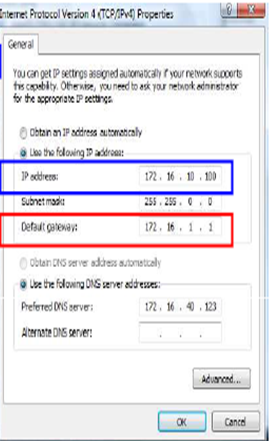 Internet Protocol Version 4 (TCP/IPv4) Properties
General
You can get IP settings assigned automatically if your network supports
this capability. Otherwise, you need to ask your network administrator
for the appropriate IP settings.
Obtain an IP address automatically
Use the following IP address:
IP address: 172 . 16 . 10 . 100
Subnet mask: 255 . 255 . 0 . 0
Default gateway: 172 . 16 . 1 . 1
Obtain DNS server address automatically
Use the following DNS server addresses:
Preferred DNS server: 172 . 16 . 40 . 123
Alternate DNS server: . . .
Advanced...
OK Cancel